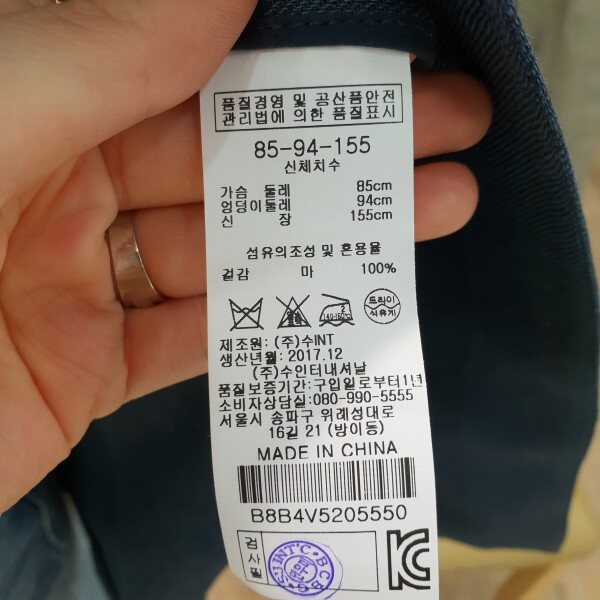 품질경영 및 공산품안전
관리법에 의한 품질표시
85-94-155
신체치수
가슴 둘레 85cm
엉덩이둘레 94cm
신 장 155cm
섬유의조성 및 혼용율
겉감 마 100%
드라이
석유계
제조원: (주)수INT
생산년월: 2017.12
(주)수인터내셔날
품질보증기간:구입일로부터1년
소비자상담실:080-990-5555
서울시 송파구 위례성대로
16길 21 (방이동)
MADE IN CHINA
B8B4V5205550
검사필
INT'C